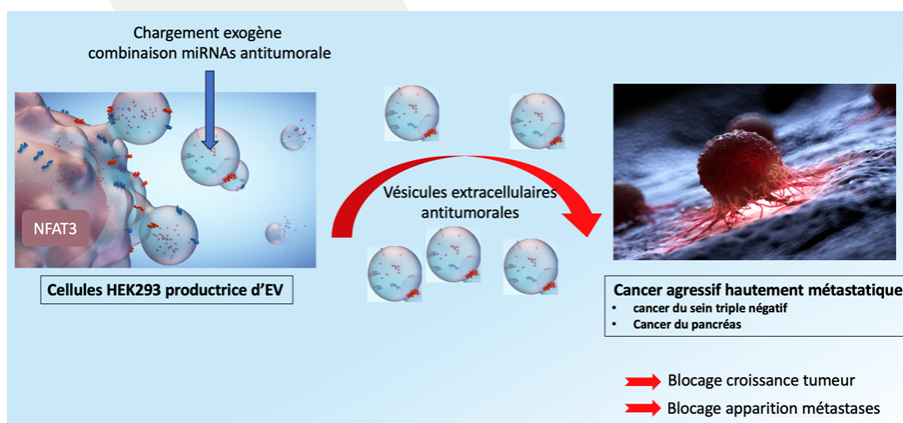 Chargement exogène
combinaison miRNAs antitumorale
NFAT3
Cellules HEK293 productrice d'EV
Vésicules extracellulaires
antitumorales
Cancer agressif hautement métastatique
• cancer du sein triple négatif
• Cancer du pancréas
Blocage croissance tumeur
Blocage apparition métastases